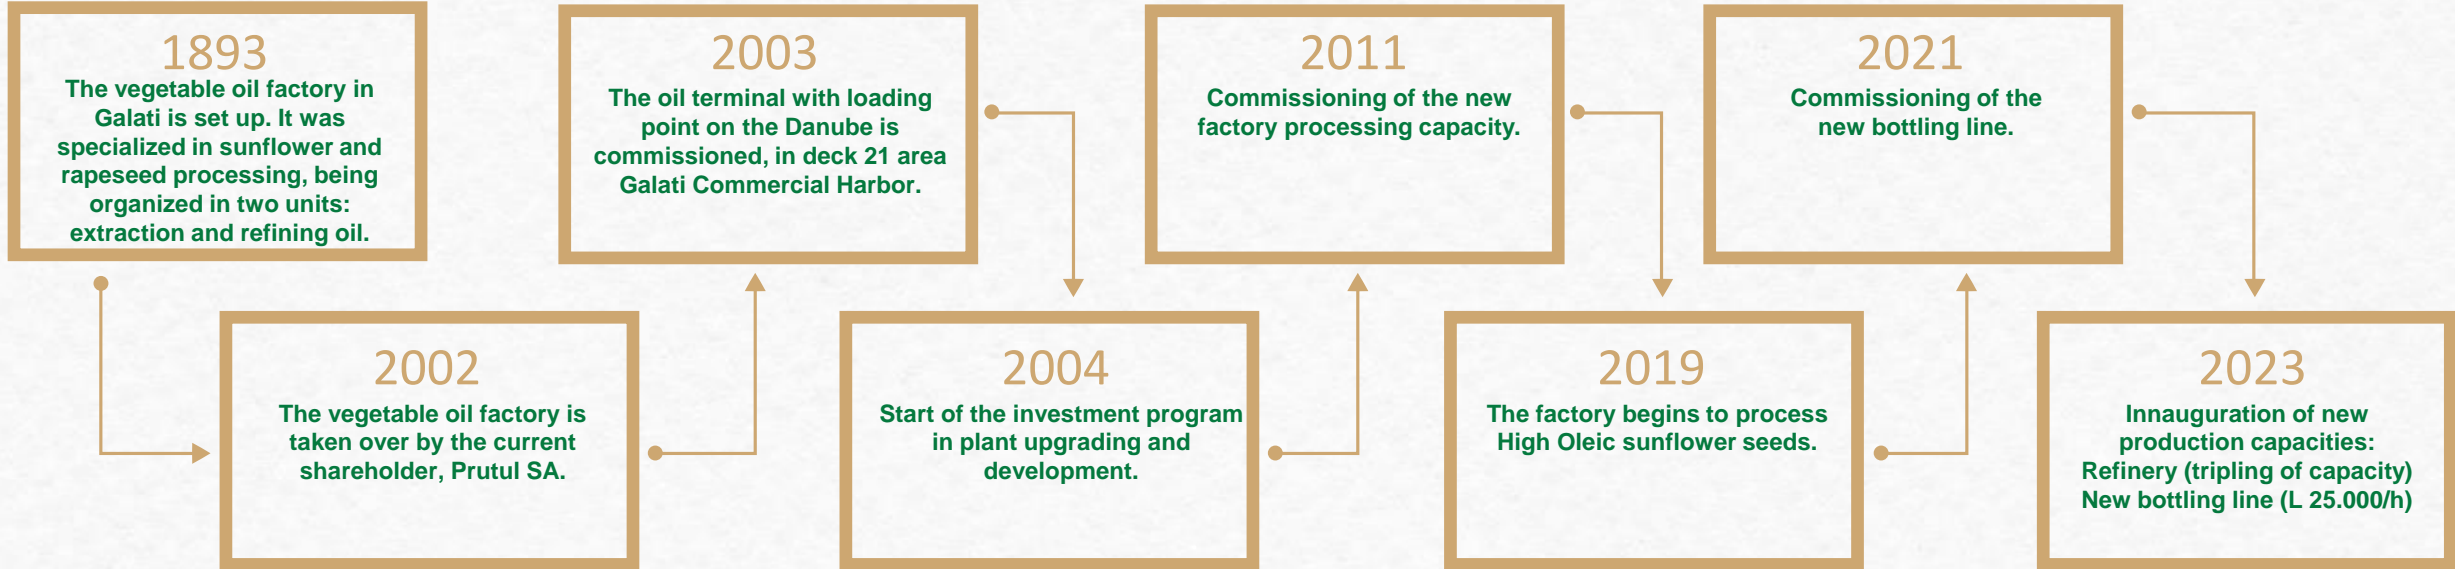 1893
The vegetable oil factory in
Galati is set up. It was
specialized in sunflower and
rapeseed processing, being
organized in two units:
extraction and refining oil.
2002
The vegetable oil factory is
taken over by the current
shareholder, Prutul SA.
2003
The oil terminal with loading
point on the Danube is
commissioned, in deck 21 area
Galati Commercial Harbor.
2004
Start of the investment program
in plant upgrading and
development.
2011
Commissioning of the new
factory processing capacity.
2019
The factory begins to process
High Oleic sunflower seeds.
2021
Commissioning of the
new bottling line.
2023
Innauguration of new
production capacities:
Refinery (tripling of capacity)
New bottling line (L 25.000/h)